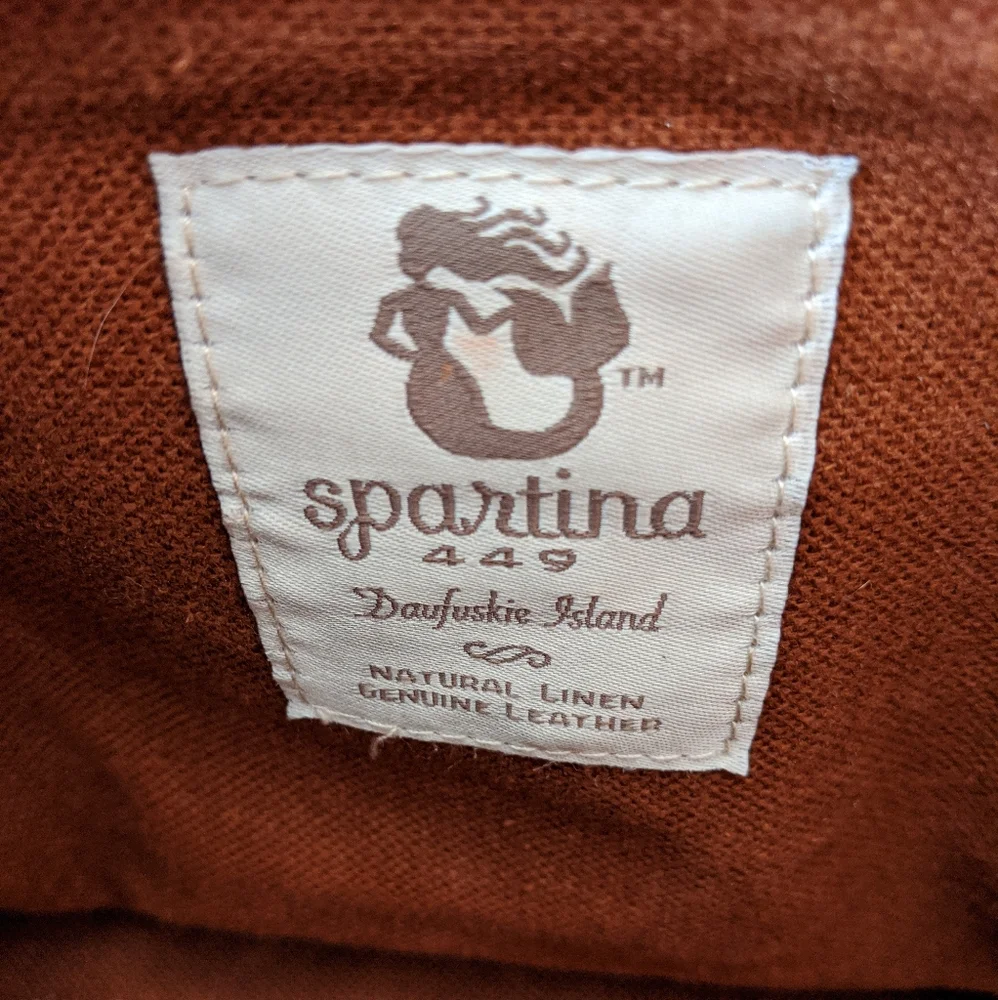 TM
spartina
449
Daufuskie Island
NATURAL LINEN
GENUINE LEATHER